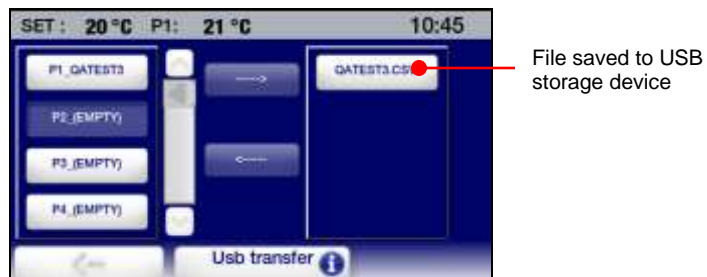 SET : 20 °C P1: 21 °C 10:45
P1_QATEST3
---->
QATEST3.CS
P2_(EMPTY)
P3_(EMPTY)
<----
P4_(EMPTY)
<--
Usb transfer i
File saved to USB
storage device